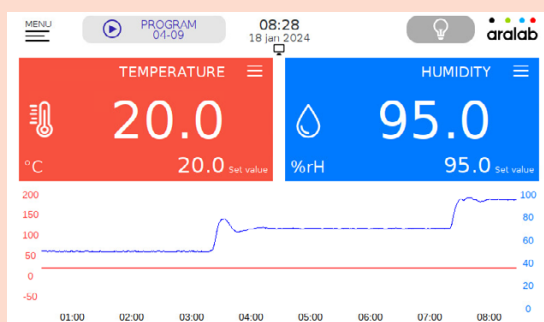 MENU
PROGRAM
04-09
08:28
18 jan 2024
aralab
TEMPERATURE
20.0
°C
20.0 Set value
HUMIDITY
95.0
%rH
95.0 Set value
200
150
100
50
0
-50
100
80
60
40
20
0
01:00 02:00 03:00 04:00 05:00 06:00 07:00 08:00